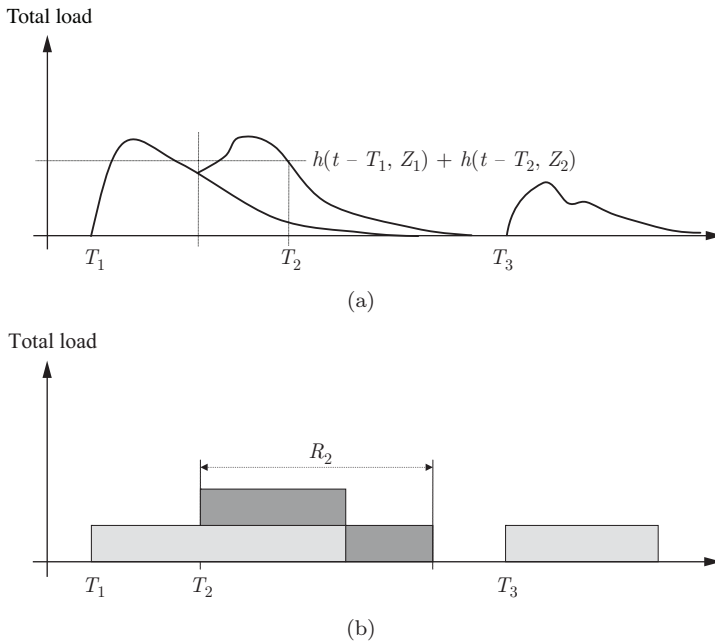 Total load
h(t – T₁, Z₁) + h(t – T₂, Z₂)
T₁ T₂ T₃
(a)
Total load
R₂
T₁ T₂ T₃
(b)